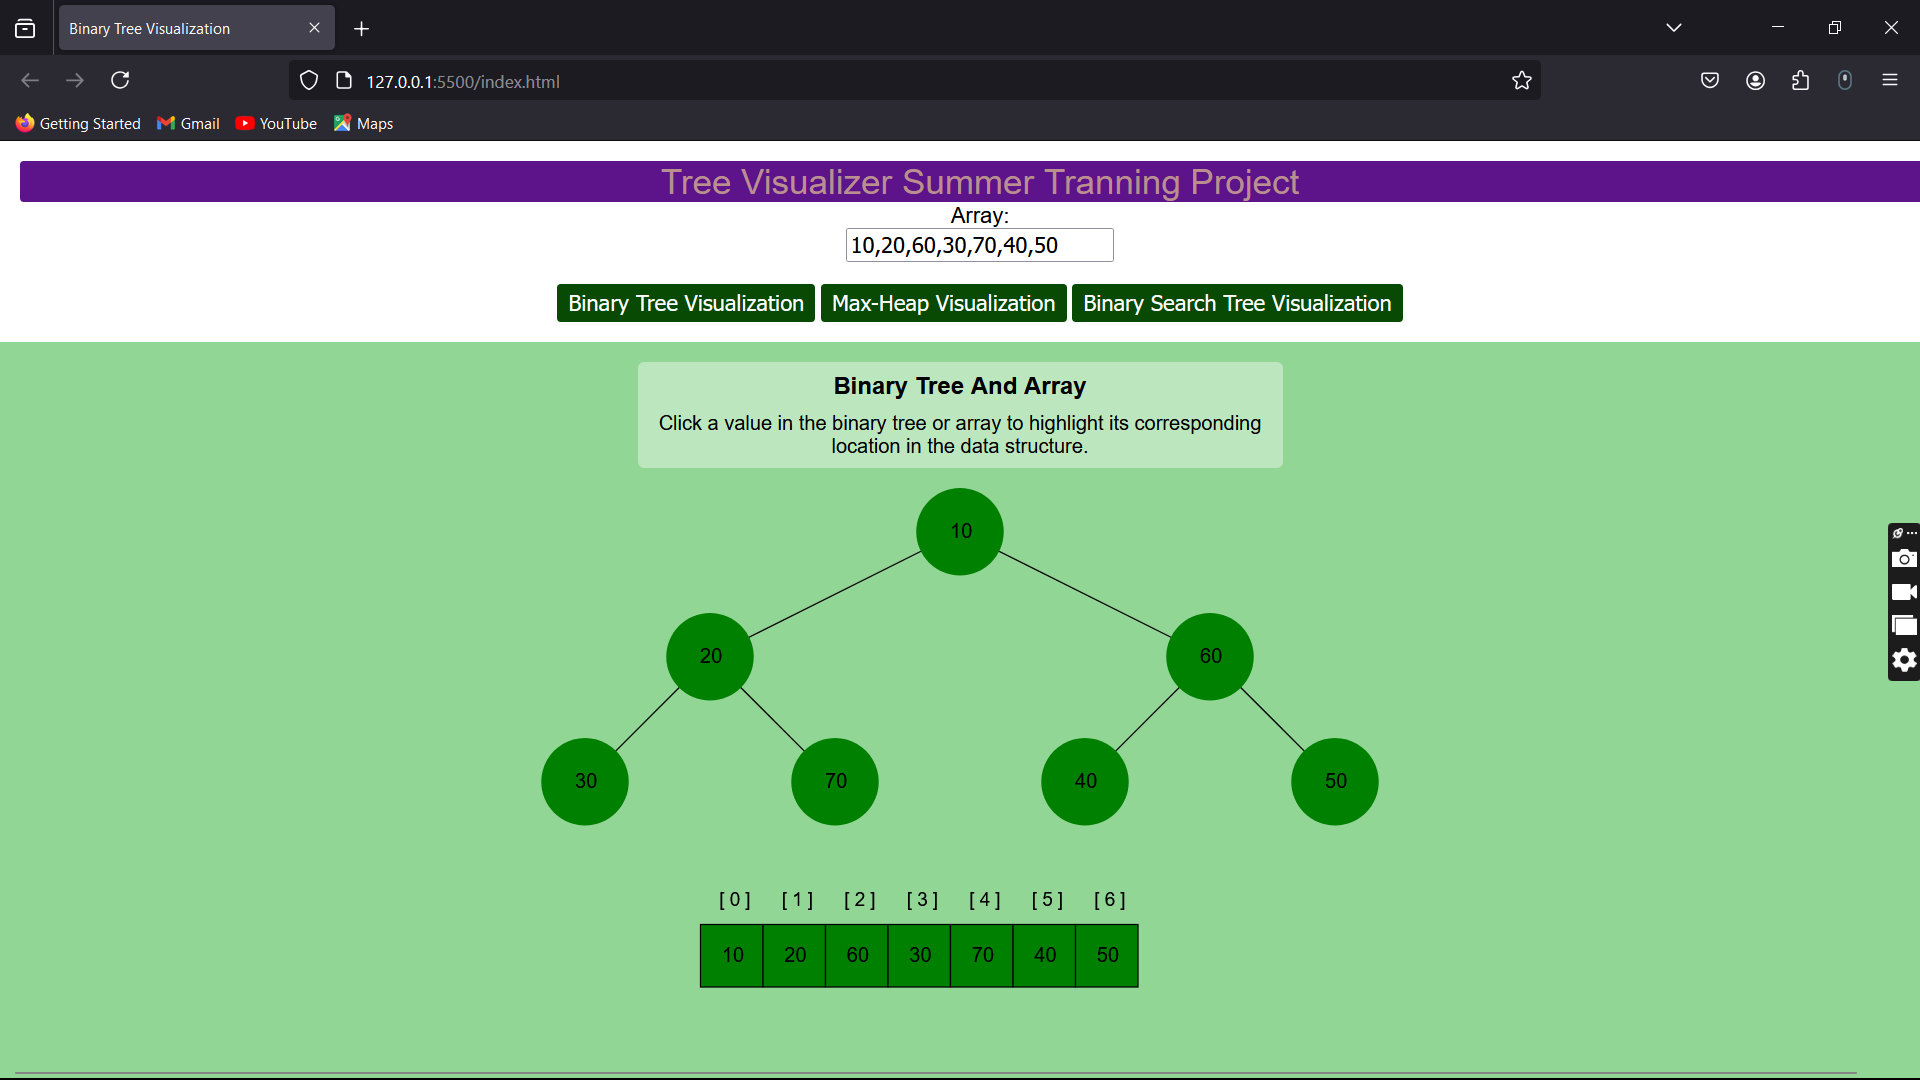 Binary Tree Visualization
127.0.0.1:5500/index.html
Getting Started Gmail YouTube Maps
Tree Visualizer Summer Tranning Project
Array:
10,20,60,30,70,40,50
Binary Tree Visualization Max-Heap Visualization Binary Search Tree Visualization
Binary Tree And Array
Click a value in the binary tree or array to highlight its corresponding
location in the data structure.
10
20 60
30 70 40 50
[ 0 ] [ 1 ] [ 2 ] [ 3 ] [ 4 ] [ 5 ] [ 6 ]
10 20 60 30 70 40 50